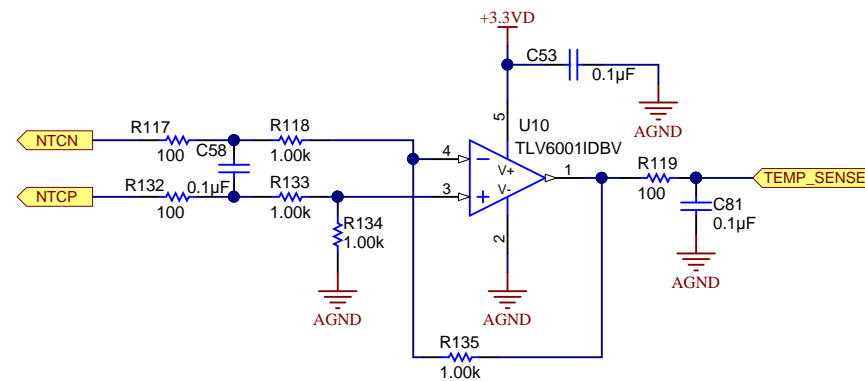 +3.3VD
C53
0.1µF
AGND
5
U10
TLV6001IDBV
NTCN
R117
100
C58
0.1µF
R118
1.00k
4
V+
V-
1
R119
100
TEMP_SENSE
NTCP
R132
100
R133
1.00k
3
R134
1.00k
2
C81
0.1µF
AGND
AGND
AGND
R135
1.00k